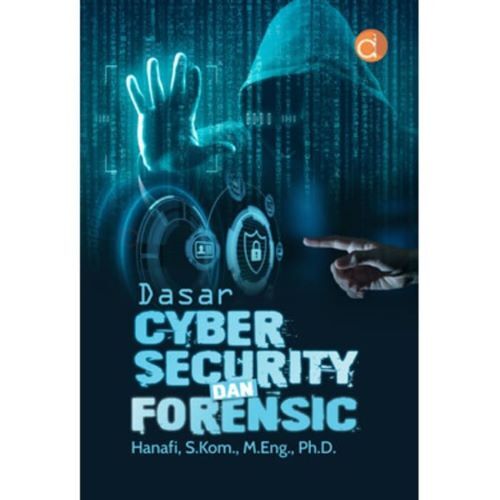 Dasar
CYBER
SECURITY
DAN
FORENSIC
Hanafi, S.Kom., M.Eng., Ph.D.